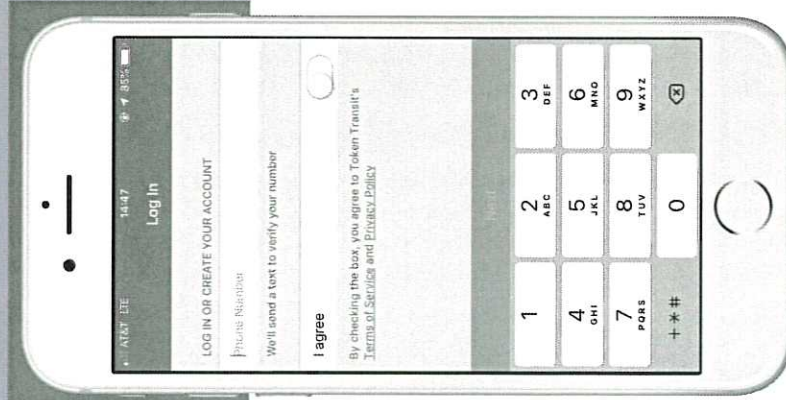 AT&T LTE 14:47 85%
Log In
LOG IN OR CREATE YOUR ACCOUNT
Phone Number
We'll send a text to verify your number
I agree
By checking the box, you agree to Token Transit's
Terms of Service and Privacy Policy
Next
1 2 3
ABC DEF
4 5 6
GHI JKL MNO
7 8 9
PQRS TUV WXYZ
+*# 0